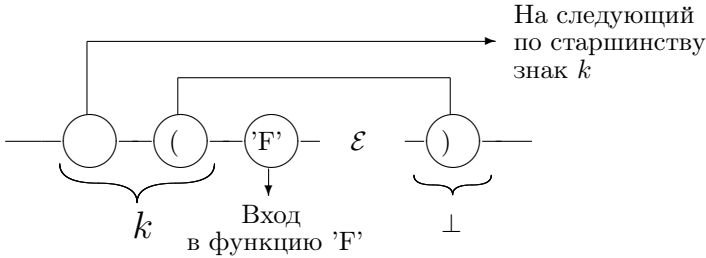 На следующий
по старшинству
знак k
( 'F' ℰ )
k ⊥
Вход
в функцию 'F'